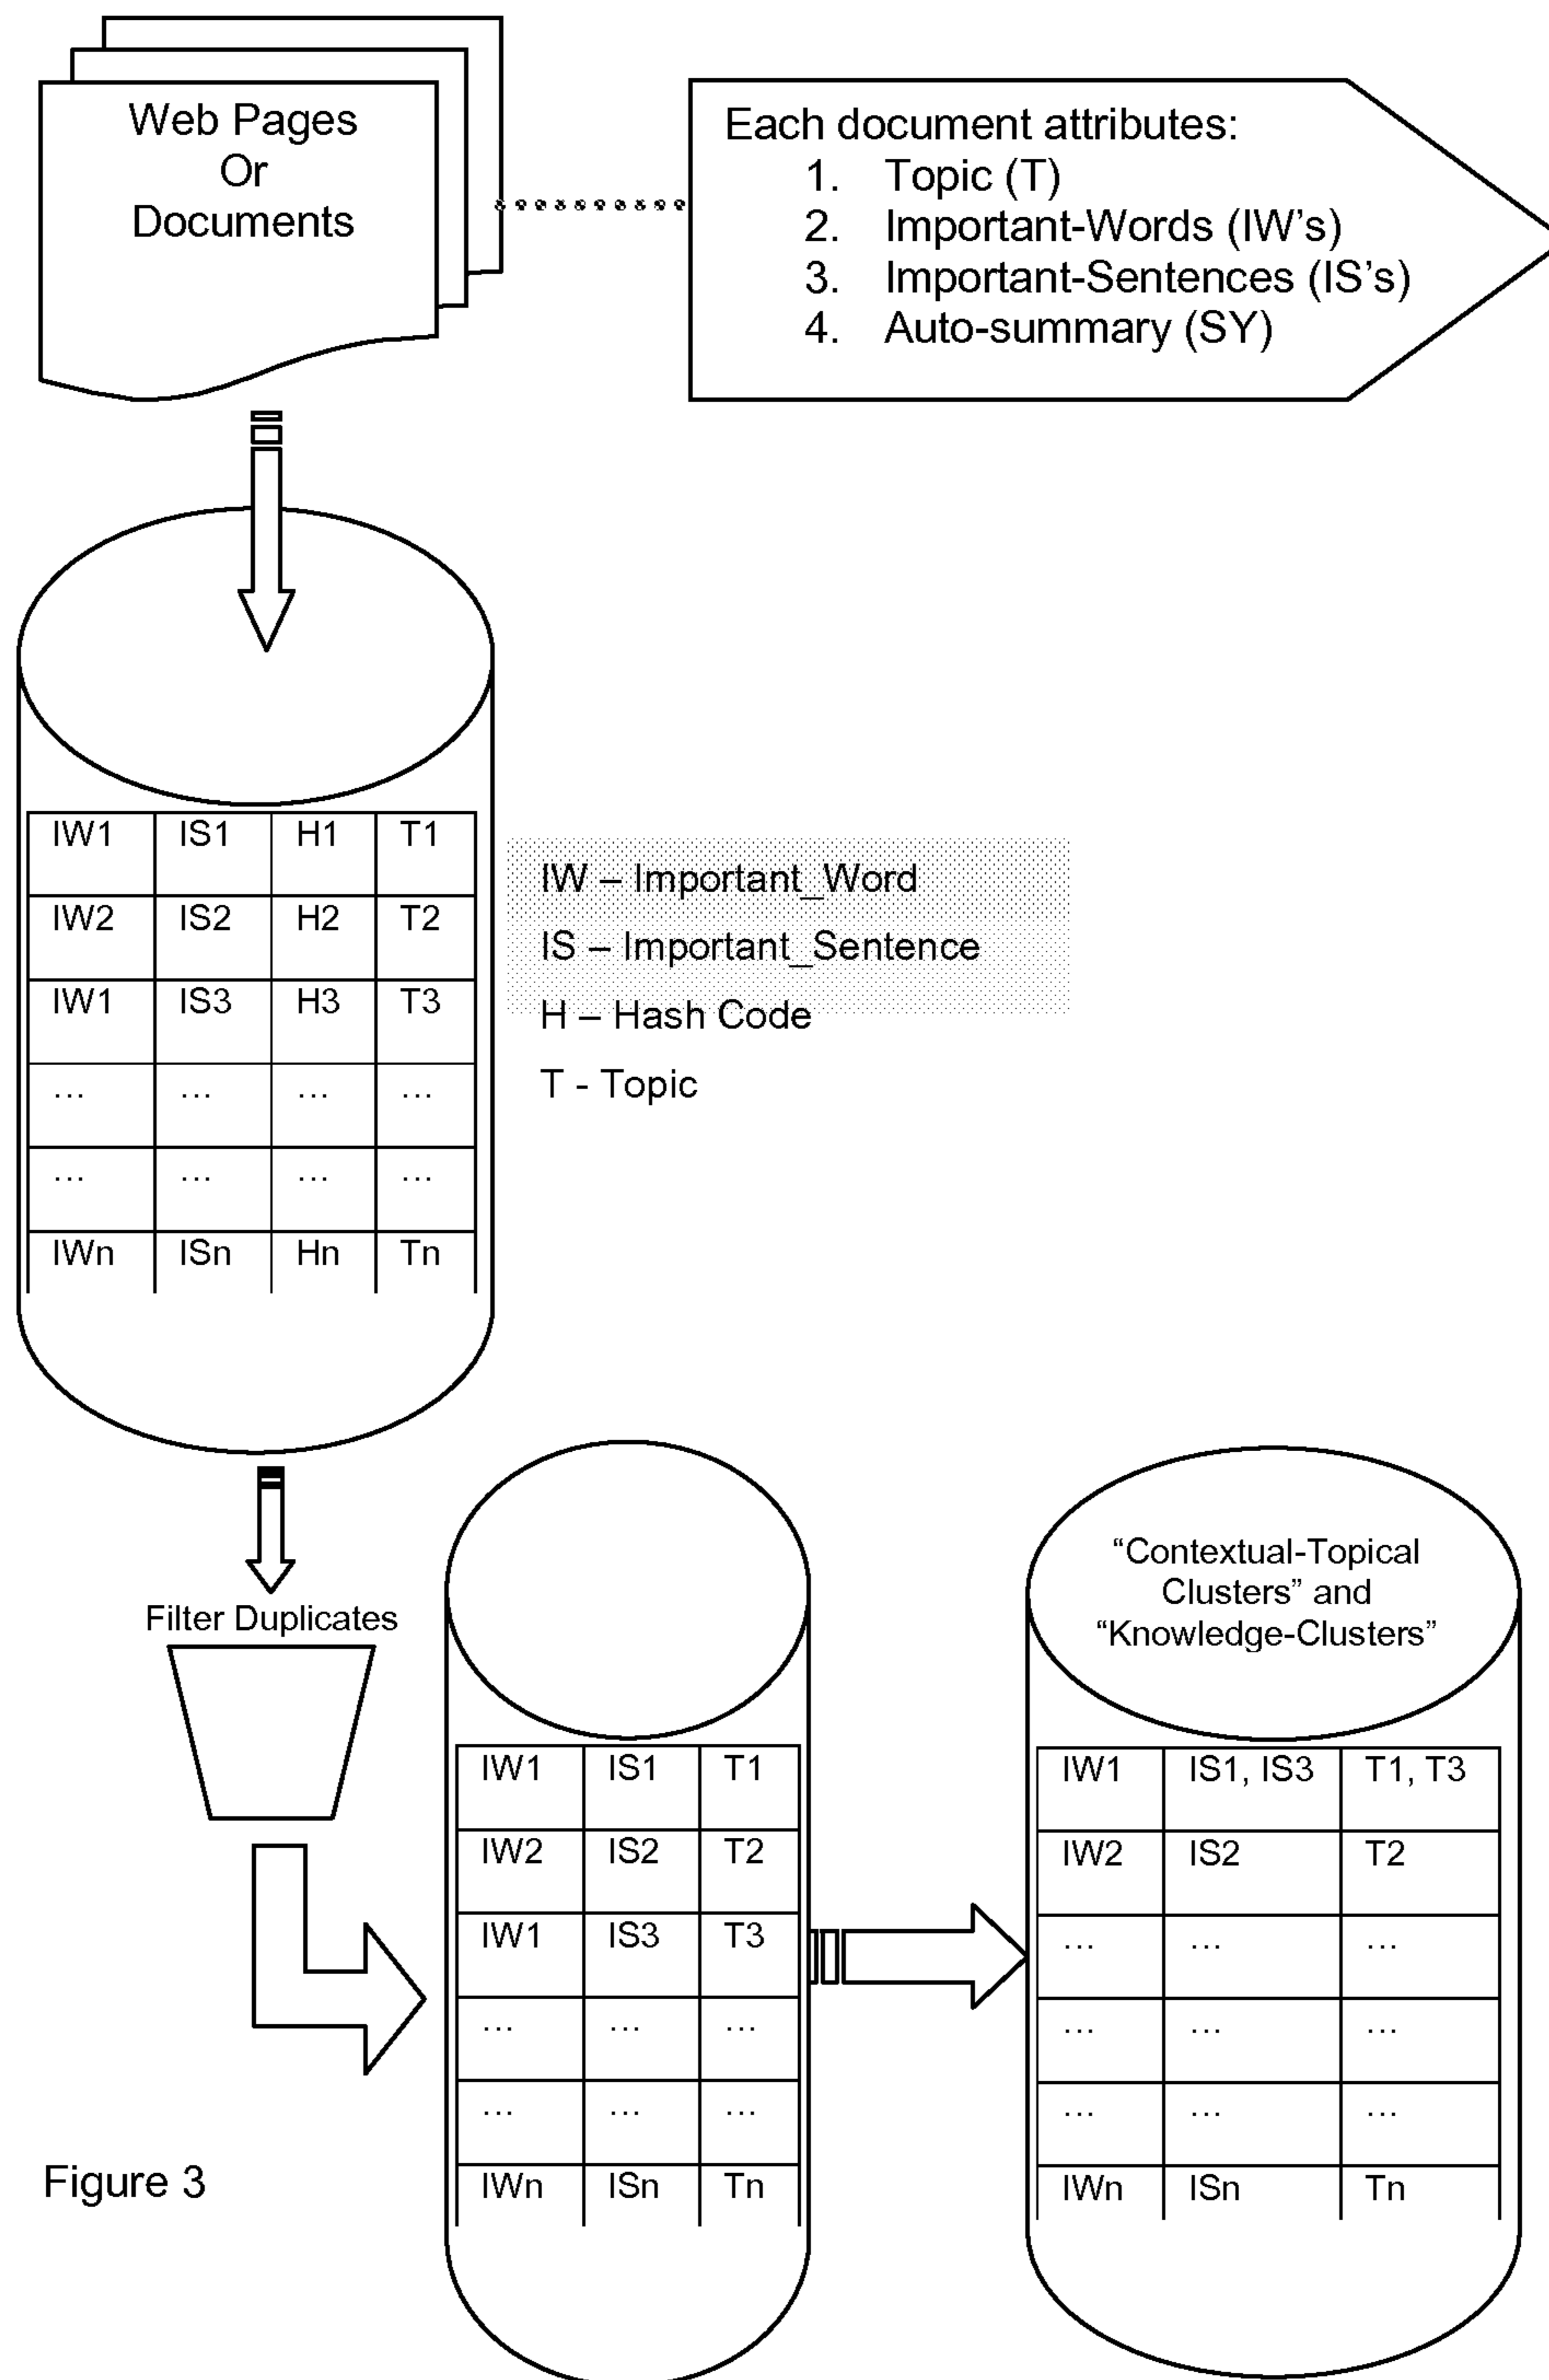 Web Pages
Or
Documents
Each document attributes:
1. Topic (T)
2. Important-Words (IW's)
3. Important-Sentences (IS's)
4. Auto-summary (SY)
IW1 IS1 H1 T1
IW2 IS2 H2 T2
IW1 IS3 H3 T3
... ... ... ...
... ... ... ...
IWn ISn Hn Tn
IW – Important_Word
IS – Important_Sentence
H – Hash Code
T - Topic
Filter Duplicates
IW1 IS1 T1
IW2 IS2 T2
IW1 IS3 T3
... ... ...
... ... ...
IWn ISn Tn
“Contextual-Topical
Clusters” and
“Knowledge-Clusters”
IW1 IS1, IS3 T1, T3
IW2 IS2 T2
... ... ...
... ... ...
... ... ...
IWn ISn Tn
Figure 3